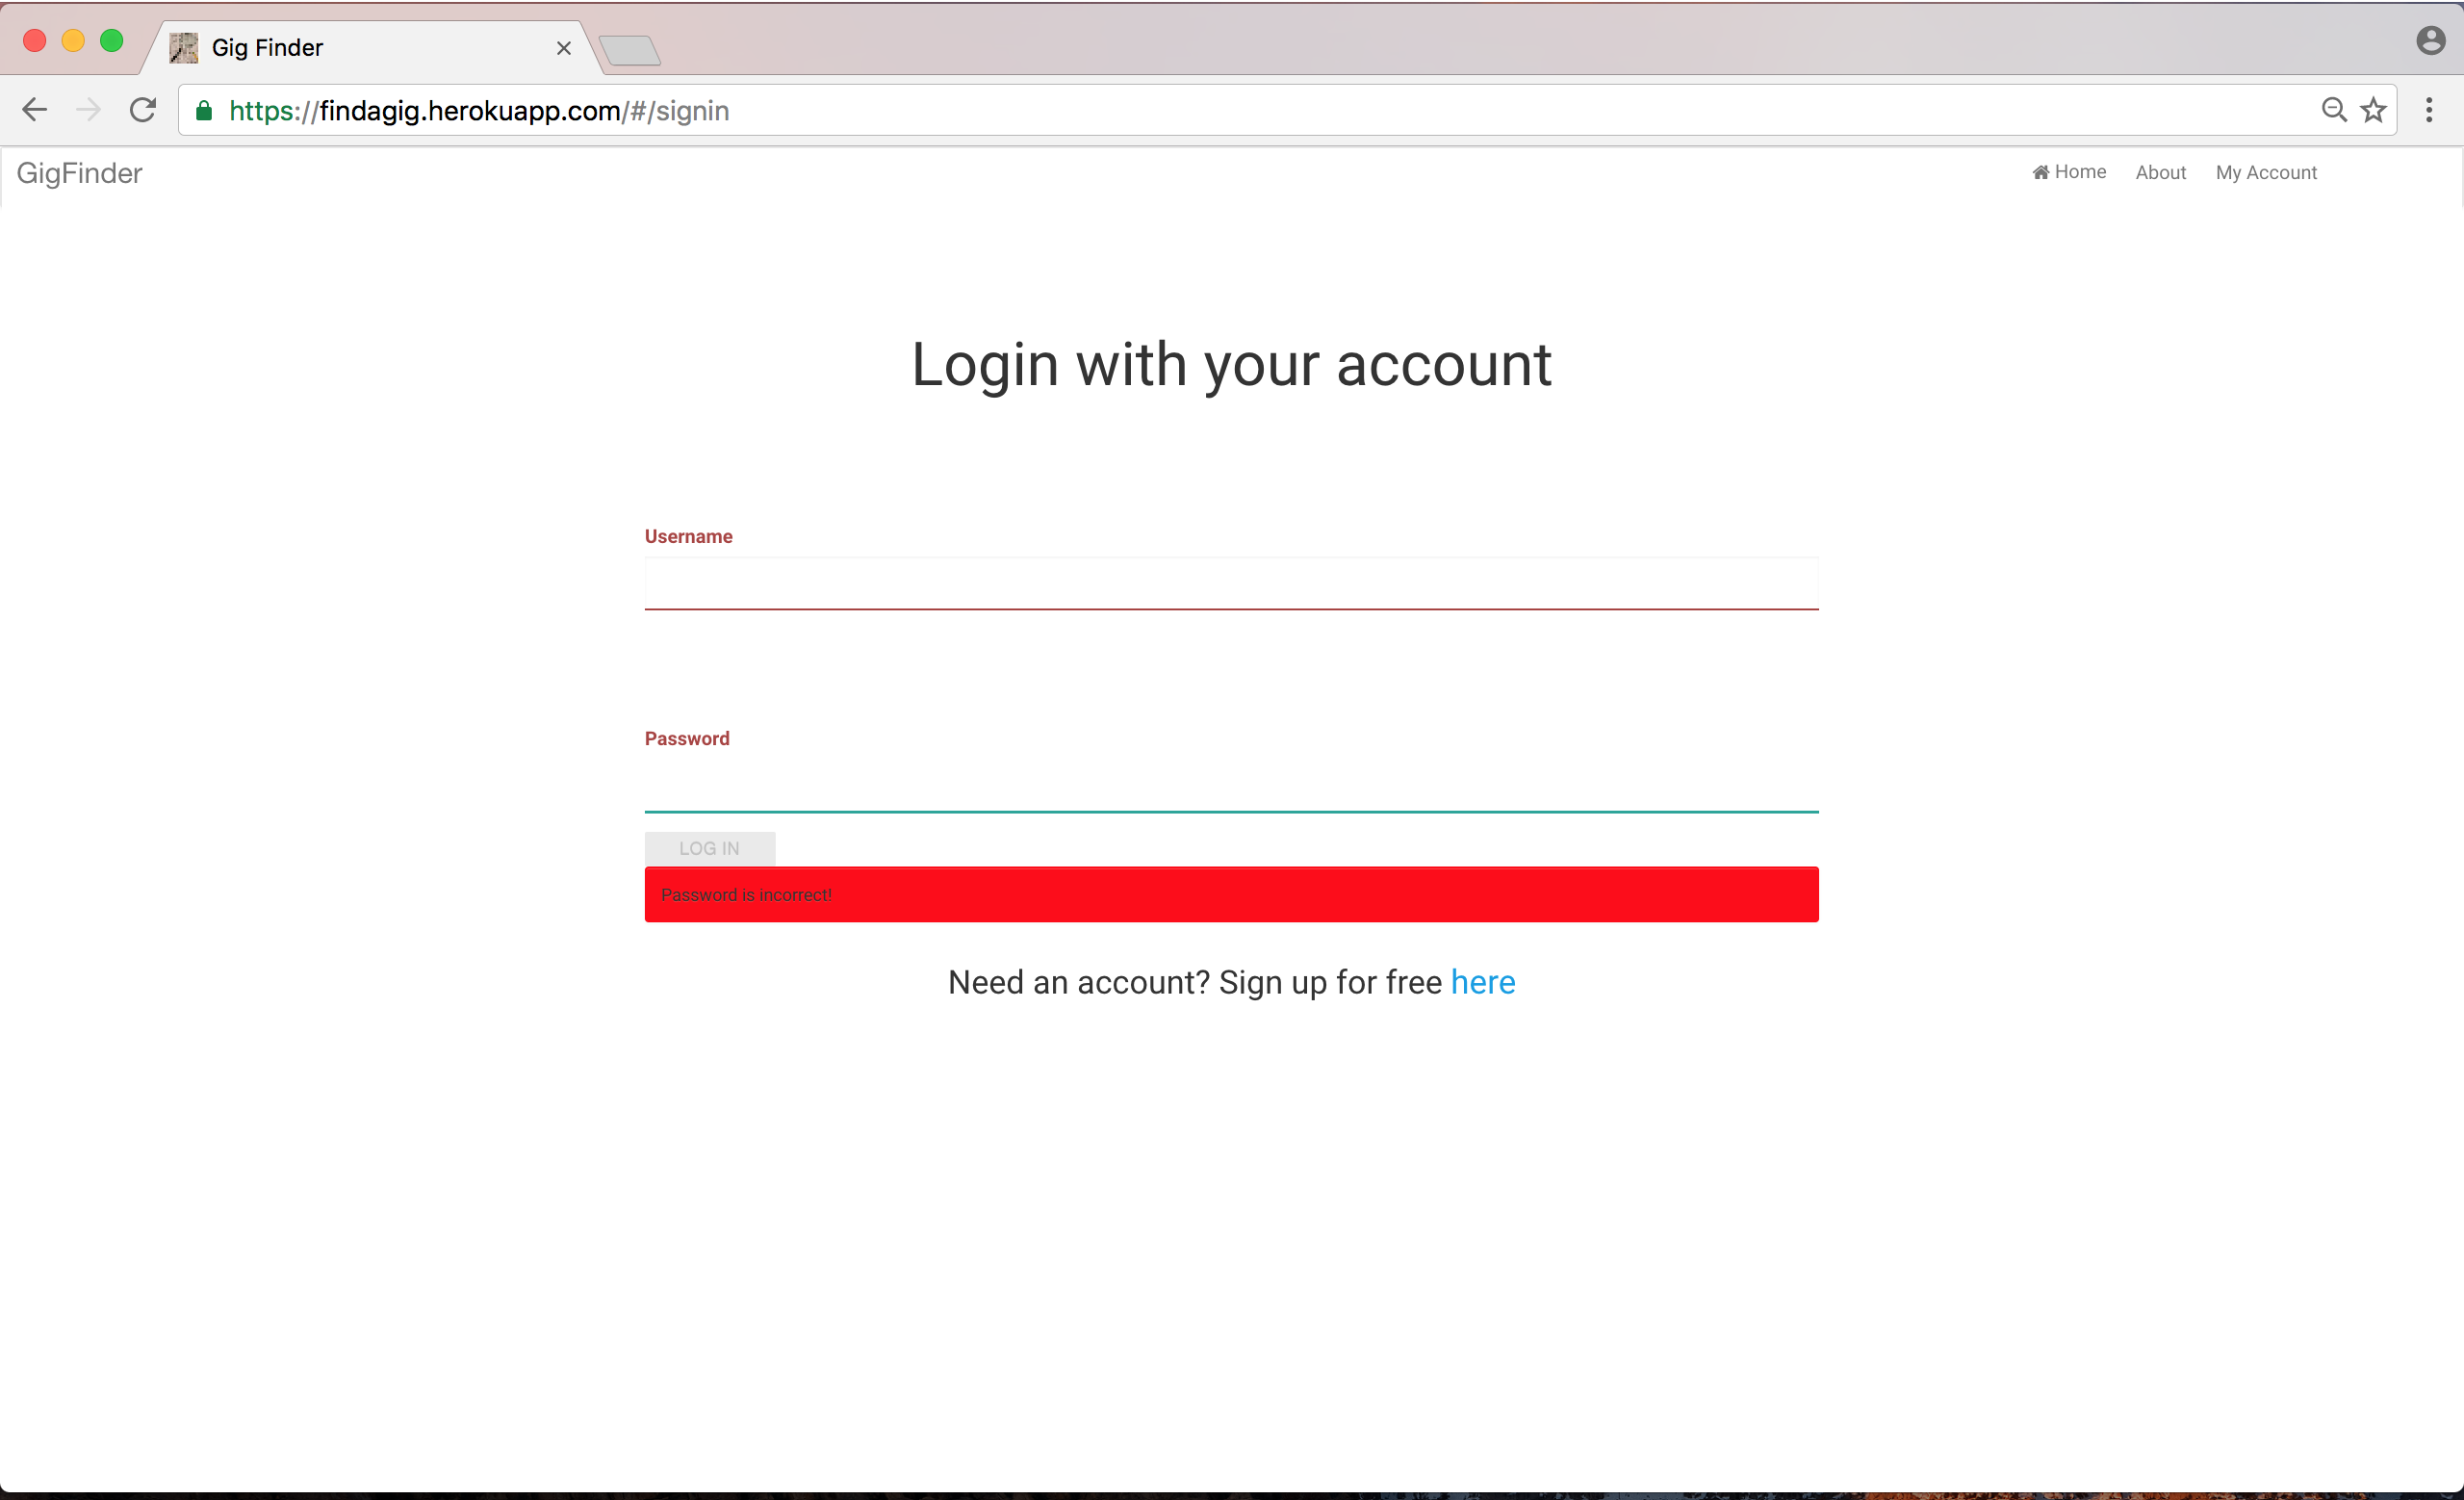 Gig Finder
https://findagig.herokuapp.com/#/signin
GigFinder
Home About My Account
Login with your account
Username
Password
LOG IN
Password is incorrect!
Need an account? Sign up for free here